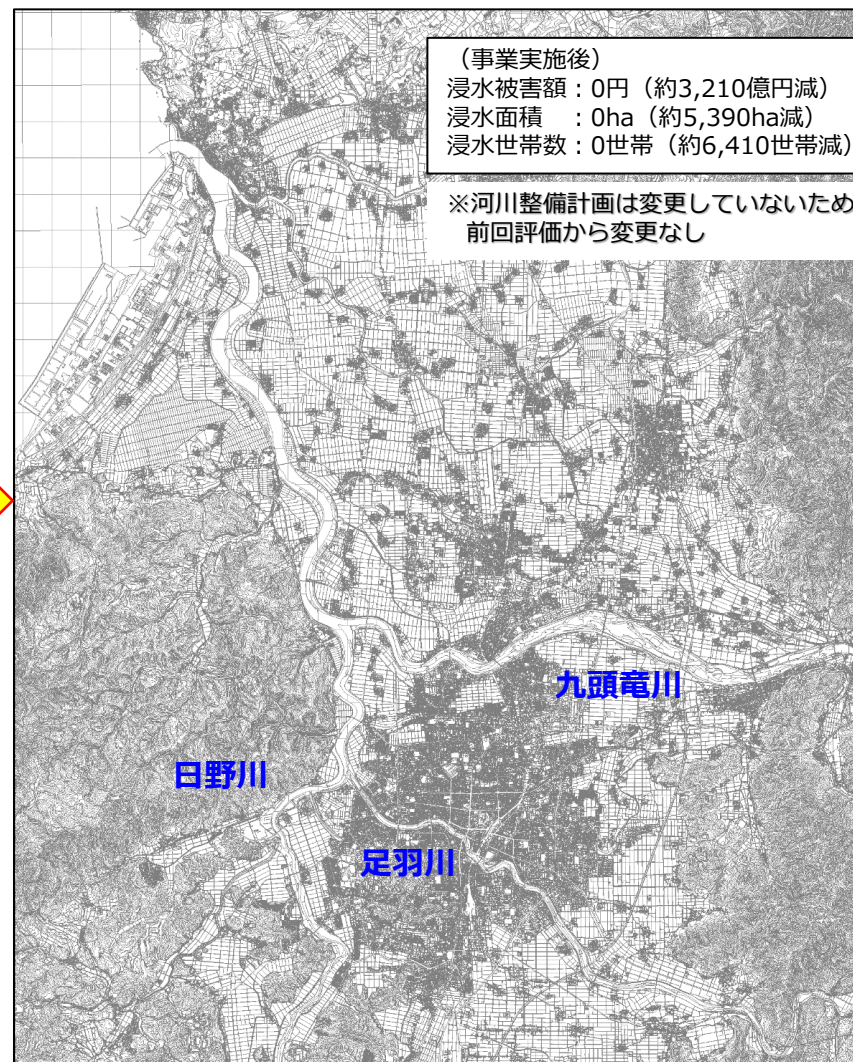 （事業実施後）
浸水被害額：0円（約3,210億円減）
浸水面積　：0ha（約5,390ha減）
浸水世帯数：0世帯（約6,410世帯減）
※河川整備計画は変更していないため
前回評価から変更なし
九頭竜川
日野川
足羽川